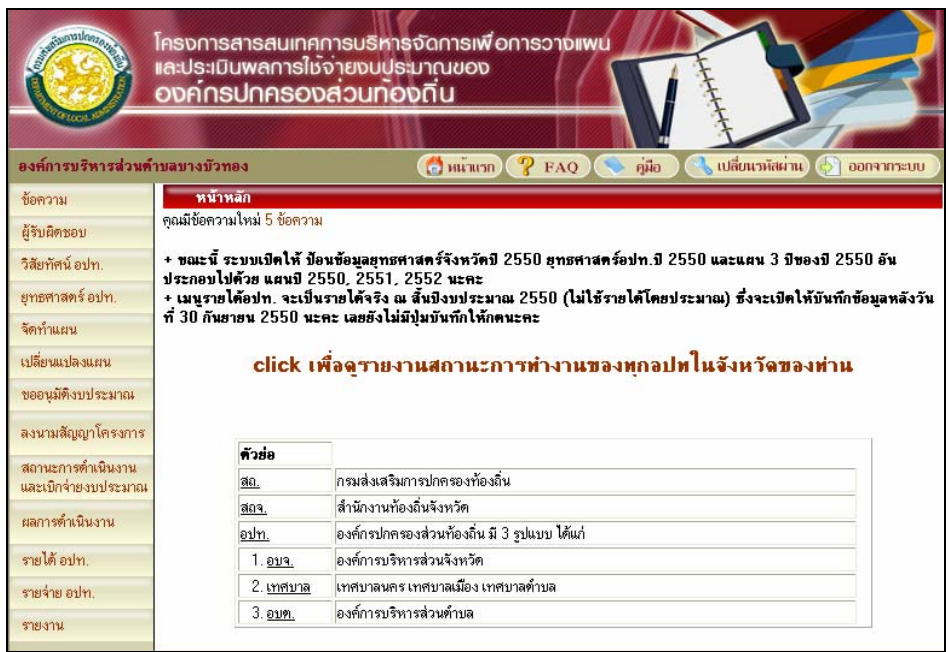 กรมส่งเสริมการปกครองท้องถิ่น
DEPARTMENT OF LOCAL ADMINISTRATION
โครงการสารสนเทศการบริหารจัดการเพื่อการวางแผน
และประเมินผลการใช้จ่ายงบประมาณของ
องค์กรปกครองส่วนท้องถิ่น
องค์การบริหารส่วนตำบลบางบัวทอง
หน้าแรก FAQ คู่มือ เปลี่ยนรหัสผ่าน ออกจากระบบ
ข้อความ
ผู้รับผิดชอบ
วิสัยทัศน์ อปท.
ยุทธศาสตร์ อปท.
จัดทำแผน
เปลี่ยนแปลงแผน
ขออนุมัติงบประมาณ
ลงนามสัญญาโครงการ
สถานะการดำเนินงาน
และเบิกจ่ายงบประมาณ
ผลการดำเนินงาน
รายได้ อปท.
รายจ่าย อปท.
รายงาน
หน้าหลัก
คุณมีข้อความใหม่ 5 ข้อความ
+ ขณะนี้ ระบบเปิดให้ ป้อนข้อมูลยุทธศาสตร์จังหวัดปี 2550 ยุทธศาสตร์อปท.ปี 2550 และแผน 3 ปีของปี 2550 อัน
ประกอบไปด้วย แผนปี 2550, 2551, 2552 นะคะ
+ เมนูรายได้อปท. จะเป็นรายได้จริง ณ สิ้นปีงบประมาณ 2550 (ไม่ใช้รายได้โดยประมาณ) ซึ่งจะเปิดให้บันทึกข้อมูลหลังวัน
ที่ 30 กันยายน 2550 นะคะ เลยยังไม่มีปุ่มบันทึกให้กดนะคะ
click เพื่อดูรายงานสถานะการทำงานของทุกอปทในจังหวัดของท่าน
ตัวย่อ
สถ. กรมส่งเสริมการปกครองท้องถิ่น
สถจ. สำนักงานท้องถิ่นจังหวัด
อปท. องค์กรปกครองส่วนท้องถิ่น มี 3 รูปแบบ ได้แก่
1. อบจ. องค์การบริหารส่วนจังหวัด
2. เทศบาล เทศบาลนคร เทศบาลเมือง เทศบาลตำบล
3. อบต. องค์การบริหารส่วนตำบล